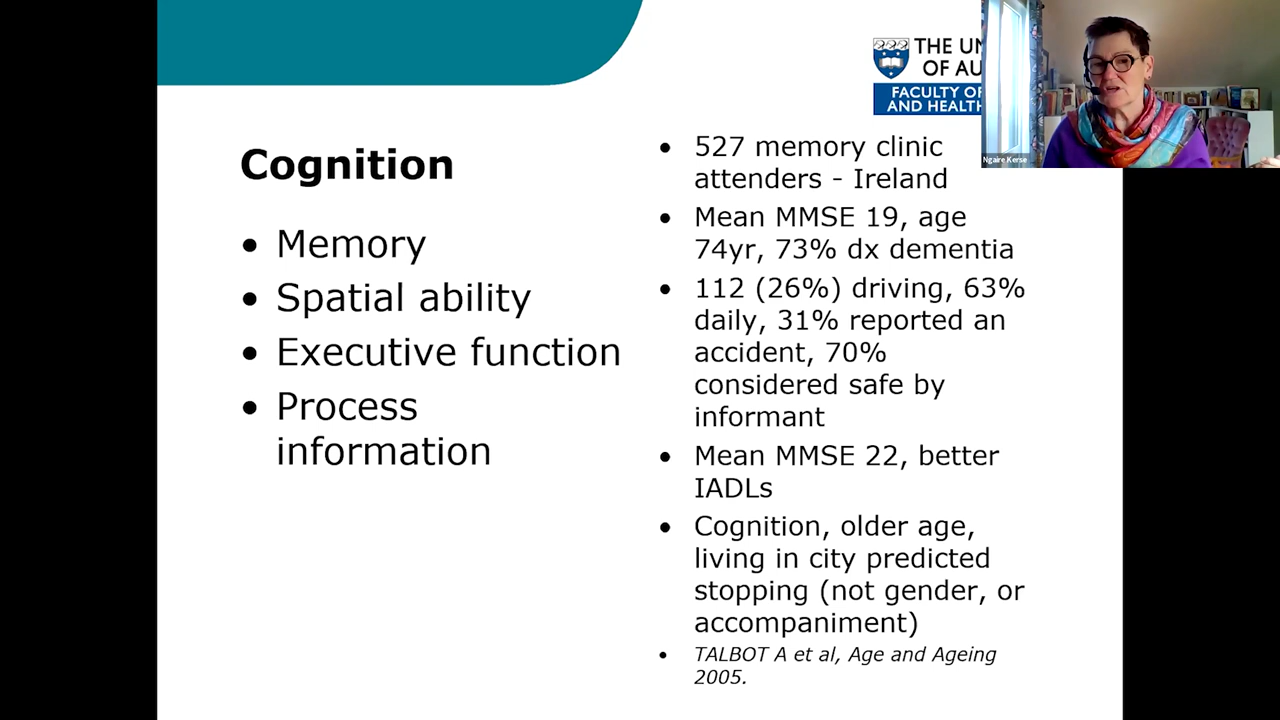 THE UN
OF AU
FACULTY OF
AND HEALTH
Ngaire Kerse
Cognition
• Memory
• Spatial ability
• Executive function
• Process
information
• 527 memory clinic
attenders - Ireland
• Mean MMSE 19, age
74yr, 73% dx dementia
• 112 (26%) driving, 63%
daily, 31% reported an
accident, 70%
considered safe by
informant
• Mean MMSE 22, better
IADLs
• Cognition, older age,
living in city predicted
stopping (not gender, or
accompaniment)
• TALBOT A et al, Age and Ageing
2005.